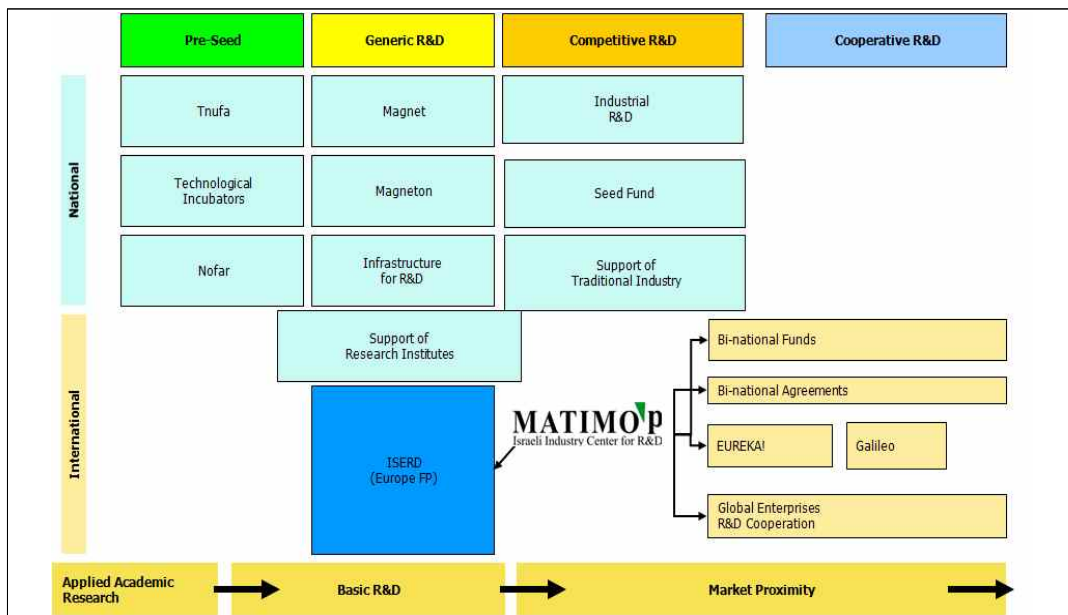 Pre-Seed
Generic R&D
Competitive R&D
Cooperative R&D
National
Tnufa
Magnet
Industrial
R&D
Technological
Incubators
Magneton
Seed Fund
Nofar
Infrastructure
for R&D
Support of
Traditional Industry
International
Support of
Research Institutes
ISERD
(Europe FP)
MATIMO'p
Israeli Industry Center for R&D
Bi-national Funds
Bi-national Agreements
EUREKA!
Galileo
Global Enterprises
R&D Cooperation
Applied Academic
Research
Basic R&D
Market Proximity